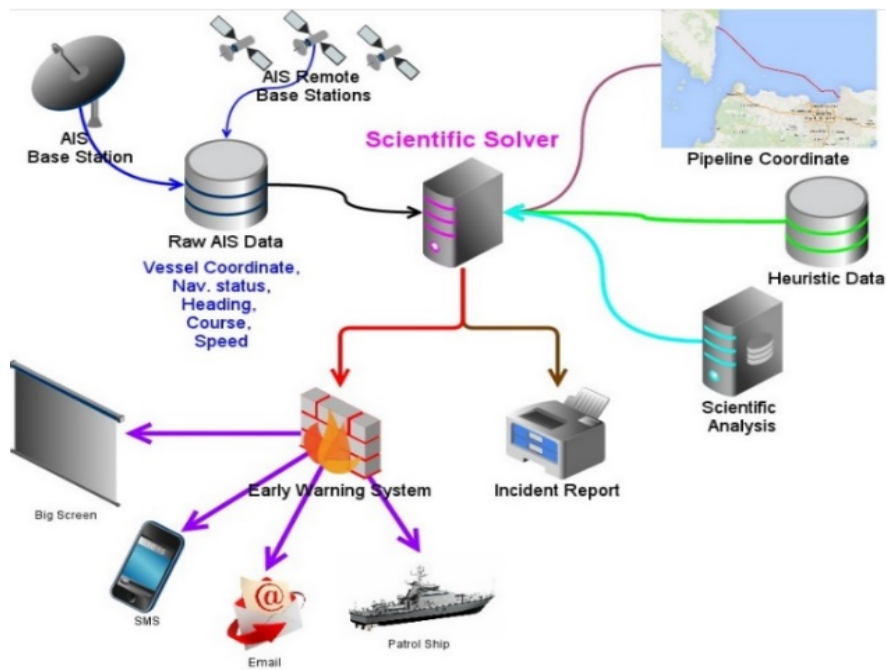 AIS Remote
Base Stations
AIS
Base Station
Scientific Solver
Pipeline Coordinate
Raw AIS Data
Vessel Coordinate,
Nav. status,
Heading,
Course,
Speed
Heuristic Data
Scientific
Analysis
Early Warning System
Incident Report
Big Screen
SMS
Email
Patrol Ship